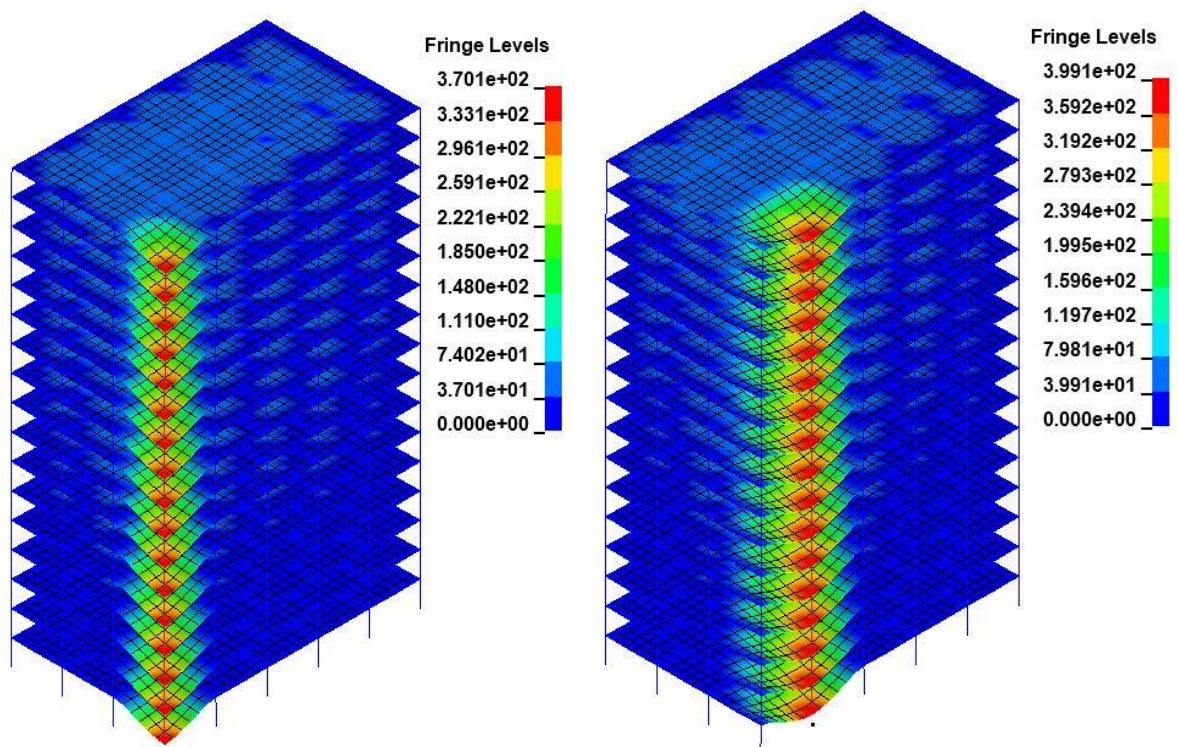 Fringe Levels
3.701e+02
3.331e+02
2.961e+02
2.591e+02
2.221e+02
1.850e+02
1.480e+02
1.110e+02
7.402e+01
3.701e+01
0.000e+00
Fringe Levels
3.991e+02
3.592e+02
3.192e+02
2.793e+02
2.394e+02
1.995e+02
1.596e+02
1.197e+02
7.981e+01
3.991e+01
0.000e+00